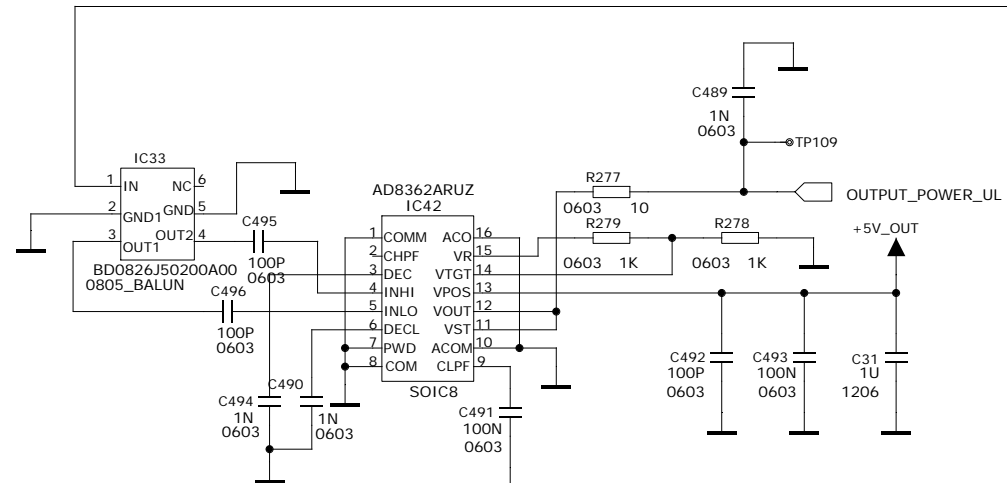 C489
1N
0603
TP109
IC33
1 IN NC 6
2 GND1 GND 5
3 OUT1 OUT2 4
BD0826J50200A00
0805_BALUN
C495
100P
0603
C496
100P
0603
AD8362ARUZ
IC42
1 COMM ACO 16
2 CHPF VR 15
3 DEC VTGT 14
4 INHI VPOS 13
5 INLO VOUT 12
6 DECL VST 11
7 PWD ACOM 10
8 COM CLPF 9
SOIC8
R277
0603 10
OUTPUT_POWER_UL
R279
0603 1K
R278
0603 1K
+5V_OUT
C494
1N
0603
C490
1N
0603
C491
100N
0603
C492
100P
0603
C493
100N
0603
C31
1U
1206